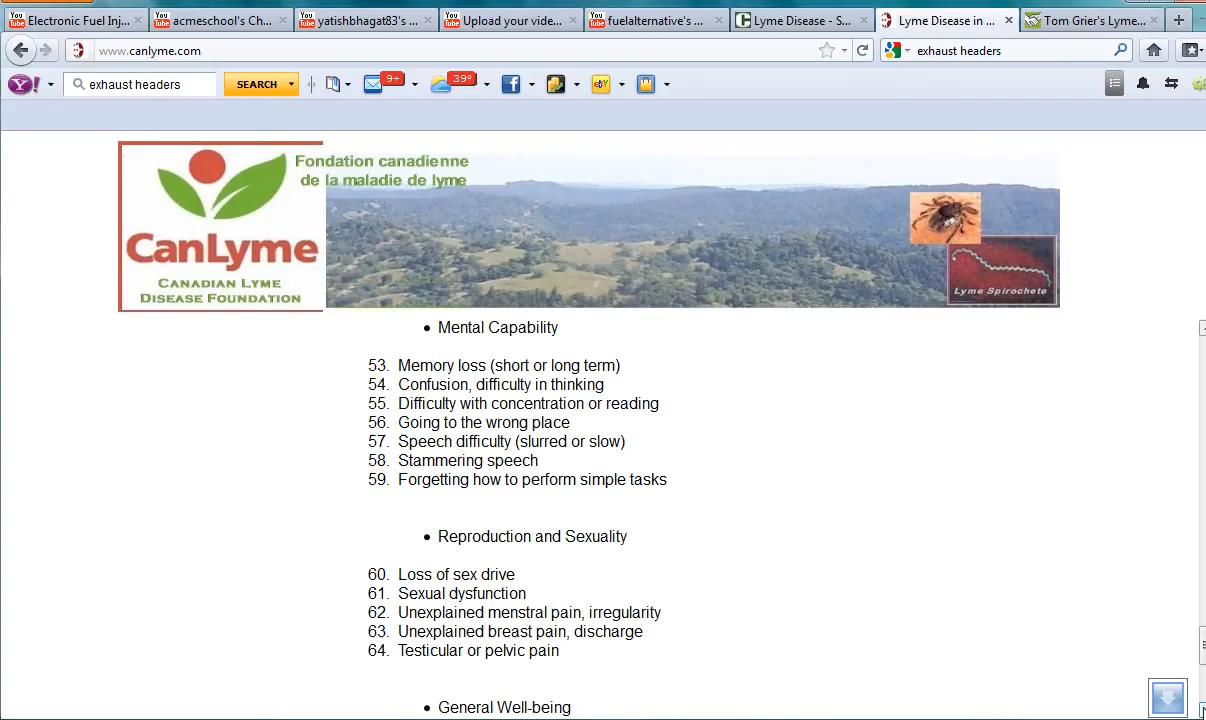 Electronic Fuel Inj...
acmeschool's Ch...
yatishbhagat83's ...
Upload your vide...
fuelalternative's ...
Lyme Disease - S...
Lyme Disease in ...
Tom Grier's Lyme...
www.canlyme.com
exhaust headers
exhaust headers
SEARCH
9+
39°
Fondation canadienne
de la maladie de lyme
CanLyme
CANADIAN LYME
DISEASE FOUNDATION
Lyme Spirochete
• Mental Capability
53. Memory loss (short or long term)
54. Confusion, difficulty in thinking
55. Difficulty with concentration or reading
56. Going to the wrong place
57. Speech difficulty (slurred or slow)
58. Stammering speech
59. Forgetting how to perform simple tasks
• Reproduction and Sexuality
60. Loss of sex drive
61. Sexual dysfunction
62. Unexplained menstral pain, irregularity
63. Unexplained breast pain, discharge
64. Testicular or pelvic pain
• General Well-being